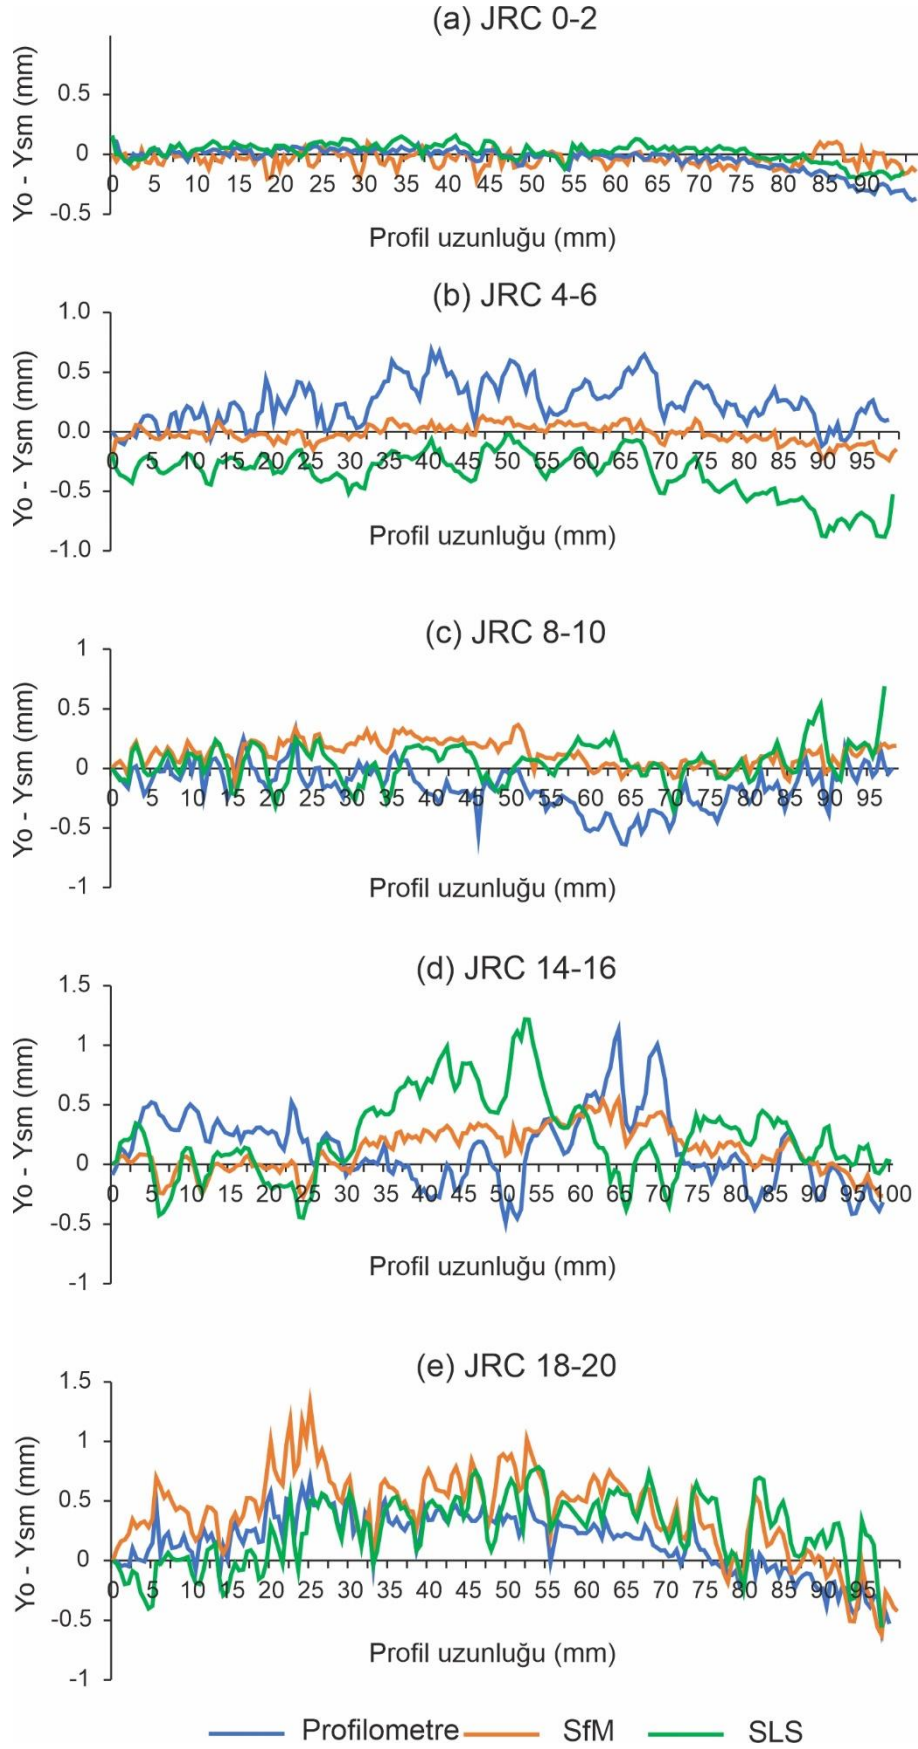 (a) JRC 0-2
Yo - Ysm (mm)
0.5
0
-0.5
0 5 10 15 20 25 30 35 40 45 50 55 60 65 70 75 80 85 90
Profil uzunluğu (mm)
(b) JRC 4-6
Yo - Ysm (mm)
1.0
0.5
0.0
-0.5
-1.0
0 5 10 15 20 25 30 35 40 45 50 55 60 65 70 75 80 85 90 95
Profil uzunluğu (mm)
(c) JRC 8-10
Yo - Ysm (mm)
1
0.5
0
-0.5
-1
0 5 10 15 20 25 30 35 40 45 50 55 60 65 70 75 80 85 90 95
Profil uzunluğu (mm)
(d) JRC 14-16
Yo - Ysm (mm)
1.5
1
0.5
0
-0.5
-1
0 5 10 15 20 25 30 35 40 45 50 55 60 65 70 75 80 85 90 95 100
Profil uzunluğu (mm)
(e) JRC 18-20
Yo - Ysm (mm)
1.5
1
0.5
0
-0.5
-1
0 5 10 15 20 25 30 35 40 45 50 55 60 65 70 75 80 85 90 95
Profil uzunluğu (mm)
Profilometre SfM SLS